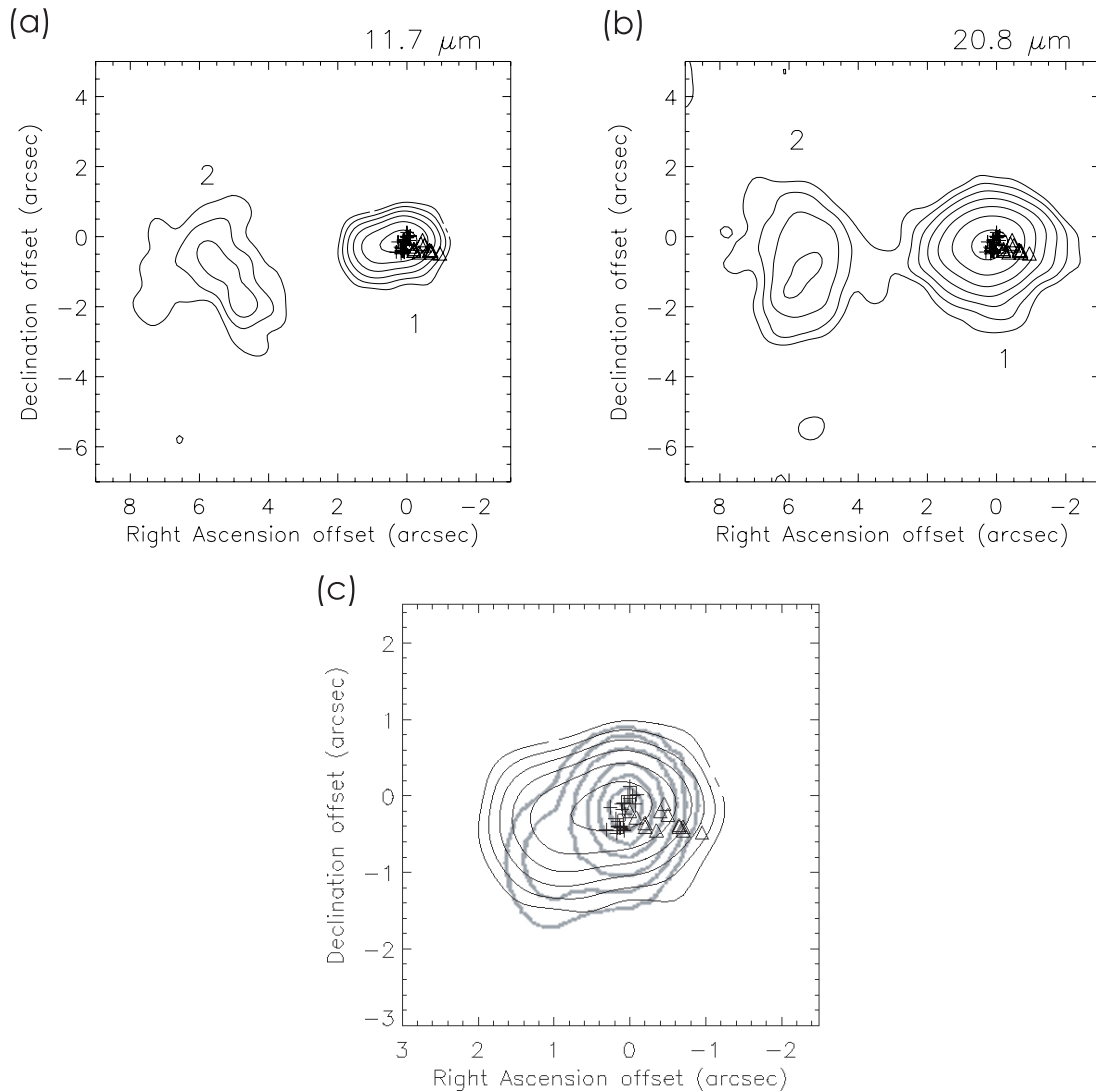 (a)
11.7 μm
4
2
0
−2
−4
−6
Declination offset (arcsec)
2
1
8 6 4 2 0 −2
Right Ascension offset (arcsec)
(b)
20.8 μm
4
2
0
−2
−4
−6
Declination offset (arcsec)
2
1
8 6 4 2 0 −2
Right Ascension offset (arcsec)
(c)
2
1
0
−1
−2
−3
Declination offset (arcsec)
3 2 1 0 −1 −2
Right Ascension offset (arcsec)